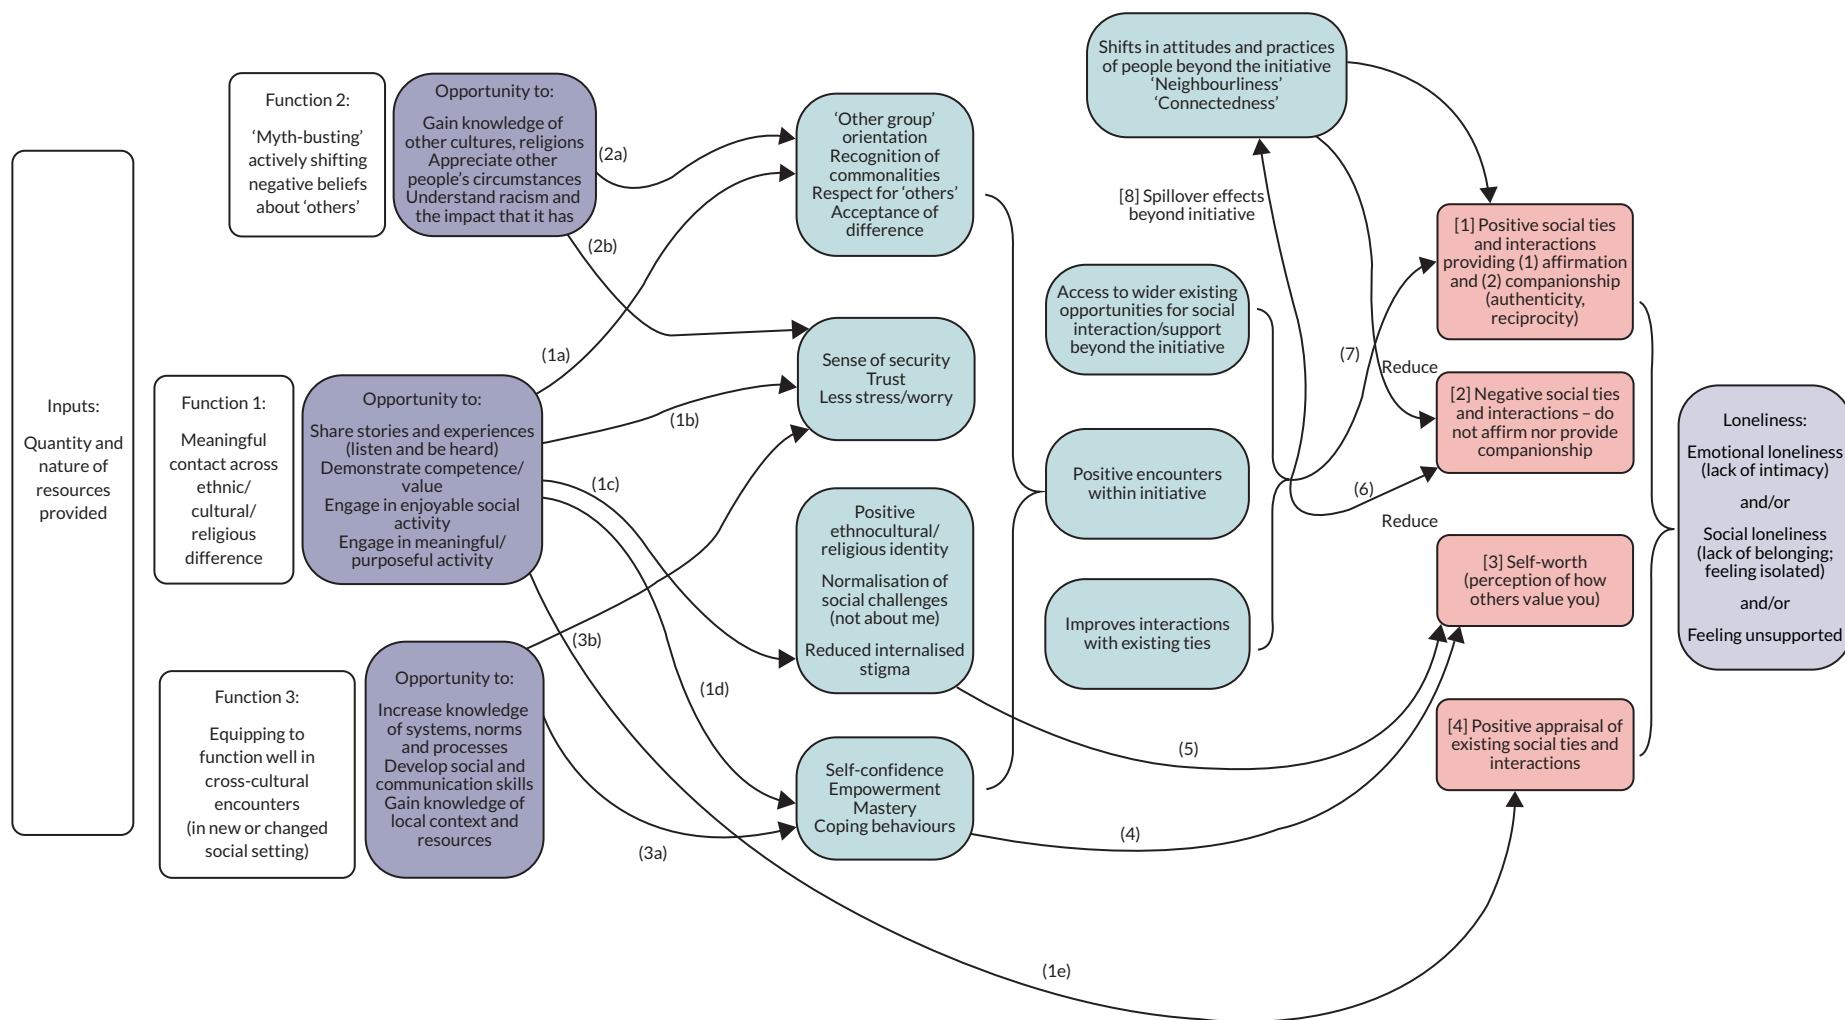 Inputs:
Quantity and
nature of
resources
provided
Function 2:
‘Myth-busting’
actively shifting
negative beliefs
about ‘others’
Opportunity to:
Gain knowledge of
other cultures, religions
Appreciate other
people’s circumstances
Understand racism and
the impact that it has
Function 1:
Meaningful
contact across
ethnic/
cultural/
religious
difference
Opportunity to:
Share stories and experiences
(listen and be heard)
Demonstrate competence/
value
Engage in enjoyable social
activity
Engage in meaningful/
purposeful activity
Function 3:
Equipping to
function well in
cross-cultural
encounters
(in new or changed
social setting)
Opportunity to:
Increase knowledge
of systems, norms
and processes
Develop social and
communication skills
Gain knowledge of
local context and
resources
(2a)
(2b)
(1a)
(1b)
(1c)
(3b)
(1d)
(3a)
‘Other group’
orientation
Recognition of
commonalities
Respect for ‘others’
Acceptance of
difference
Sense of security
Trust
Less stress/worry
Positive
ethnocultural/
religious identity
Normalisation of
social challenges
(not about me)
Reduced internalised
stigma
Self-confidence
Empowerment
Mastery
Coping behaviours
Shifts in attitudes and practices
of people beyond the initiative
‘Neighbourliness’
‘Connectedness’
[8] Spillover effects
beyond initiative
Access to wider existing
opportunities for social
interaction/support
beyond the initiative
Positive encounters
within initiative
Improves interactions
with existing ties
(7)
Reduce
(6)
Reduce
(5)
(4)
(1e)
[1] Positive social ties
and interactions
providing (1) affirmation
and (2) companionship
(authenticity,
reciprocity)
[2] Negative social ties
and interactions – do
not affirm nor provide
companionship
[3] Self-worth
(perception of how
others value you)
[4] Positive appraisal of
existing social ties and
interactions
Loneliness:
Emotional loneliness
(lack of intimacy)
and/or
Social loneliness
(lack of belonging;
feeling isolated)
and/or
Feeling unsupported